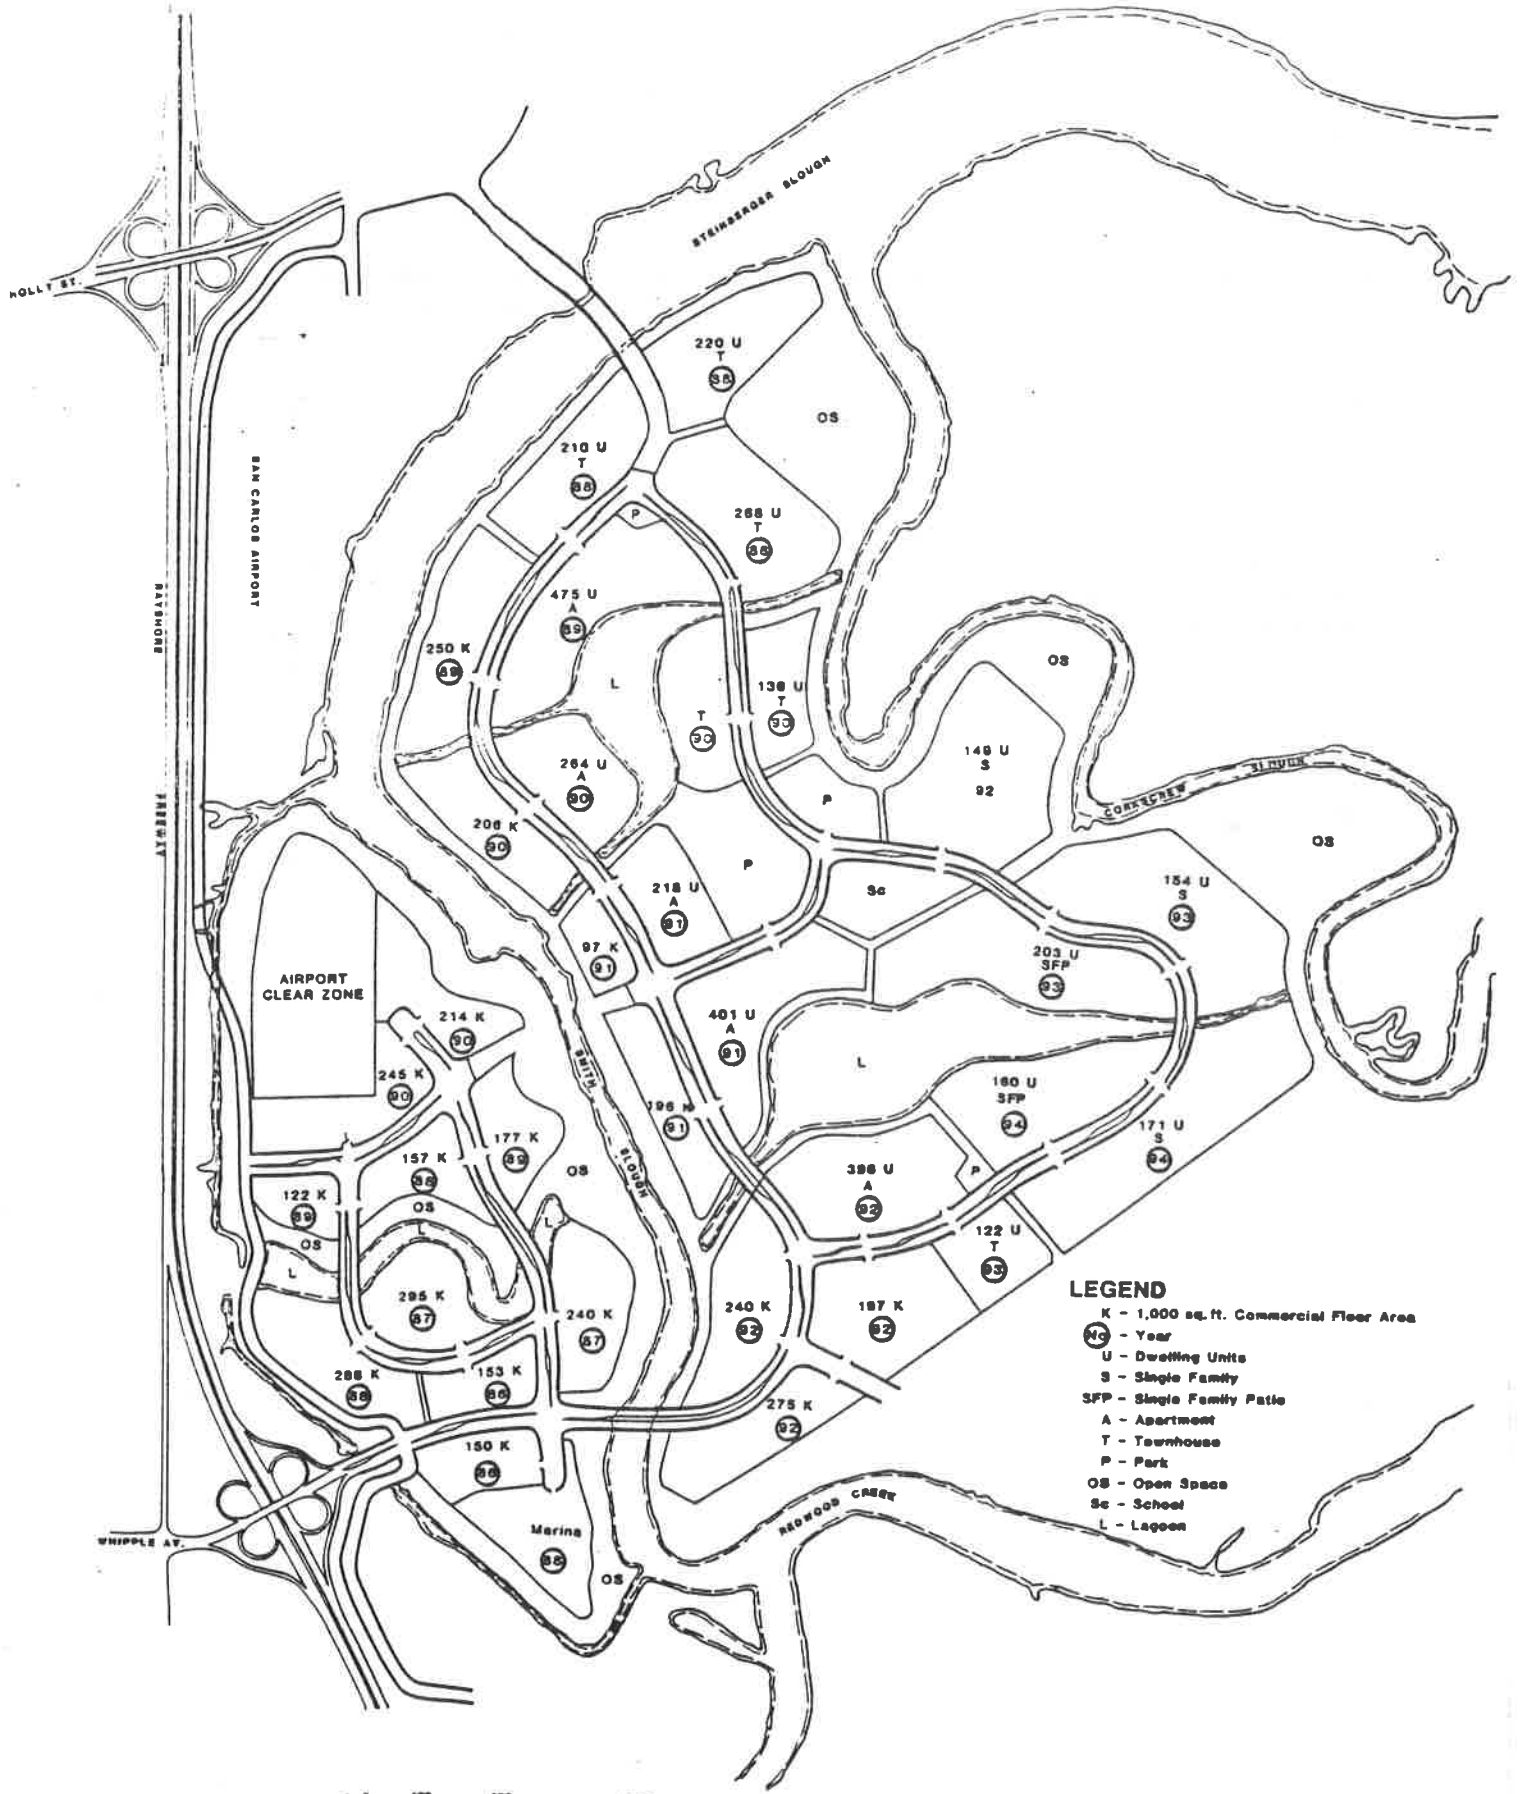 HOLLY ST.
STEINBERGER SLOUGH
220 U
T
OS
210 U
T
88
SAN CARLOS AIRPORT
P
268 U
T
BAYSHORE
FREEWAY
475 U
A
89
250 K
89
L
OS
138 U
T
90
T
90
149 U
S
92
264 U
A
90
P
CORKSCREW
SLOUGH
206 K
90
OS
P
Sc
218 U
A
91
154 U
S
93
97 K
91
203 U
SFP
93
AIRPORT
CLEAR ZONE
214 K
90
401 U
A
91
L
SMITH
SLOUGH
245 K
90
160 U
SFP
94
196 K
91
177 K
89
171 U
S
94
157 K
88
OS
P
396 U
A
92
122 K
89
OS
L
L
OS
122 U
T
93
L
295 K
87
240 K
87
240 K
92
197 K
92
LEGEND
K - 1,000 sq. ft. Commercial Floor Area
No - Year
U - Dwelling Units
S - Single Family
SFP - Single Family Patio
A - Apartment
T - Townhouse
P - Park
OS - Open Space
Sc - School
L - Lagoon
288 K
88
153 K
86
275 K
92
150 K
86
REDWOOD CREEK
WHIPPLE AV.
Marina
88
OS